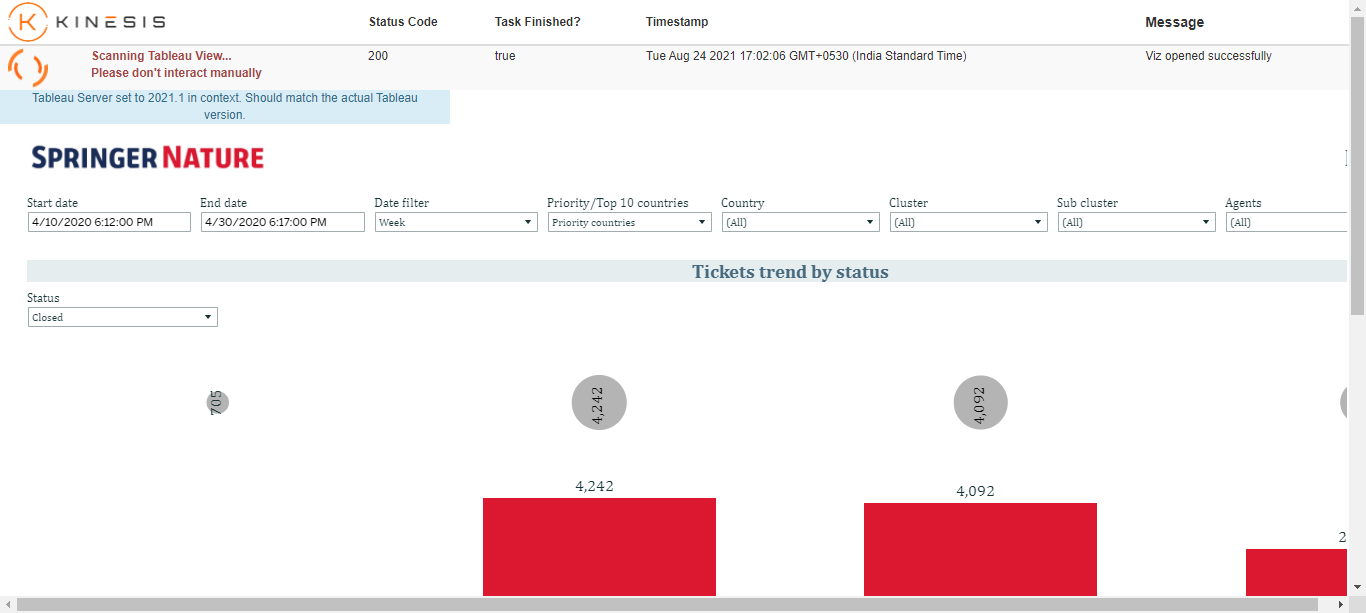 KINESIS
Status Code Task Finished? Timestamp Message
Scanning Tableau View...
Please don't interact manually
200 true Tue Aug 24 2021 17:02:06 GMT+0530 (India Standard Time) Viz opened successfully
Tableau Server set to 2021.1 in context. Should match the actual Tableau
version.
SPRINGER NATURE
Start date End date Date filter Priority/Top 10 countries Country Cluster Sub cluster Agents
4/10/2020 6:12:00 PM 4/30/2020 6:17:00 PM Week Priority countries (All) (All) (All) (All)
Tickets trend by status
Status
Closed
705 4,242 4,092
4,242 4,092 2